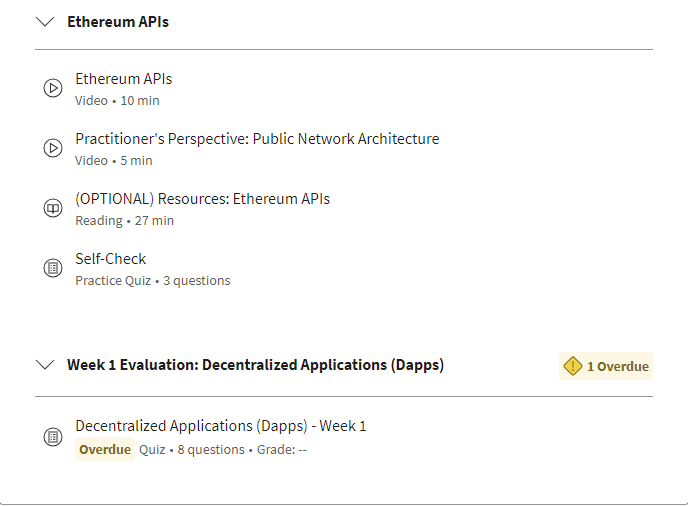 Ethereum APIs
Ethereum APIs
Video • 10 min
Practitioner's Perspective: Public Network Architecture
Video • 5 min
(OPTIONAL) Resources: Ethereum APIs
Reading • 27 min
Self-Check
Practice Quiz • 3 questions
Week 1 Evaluation: Decentralized Applications (Dapps) 1 Overdue
Decentralized Applications (Dapps) - Week 1
Overdue Quiz • 8 questions • Grade: --